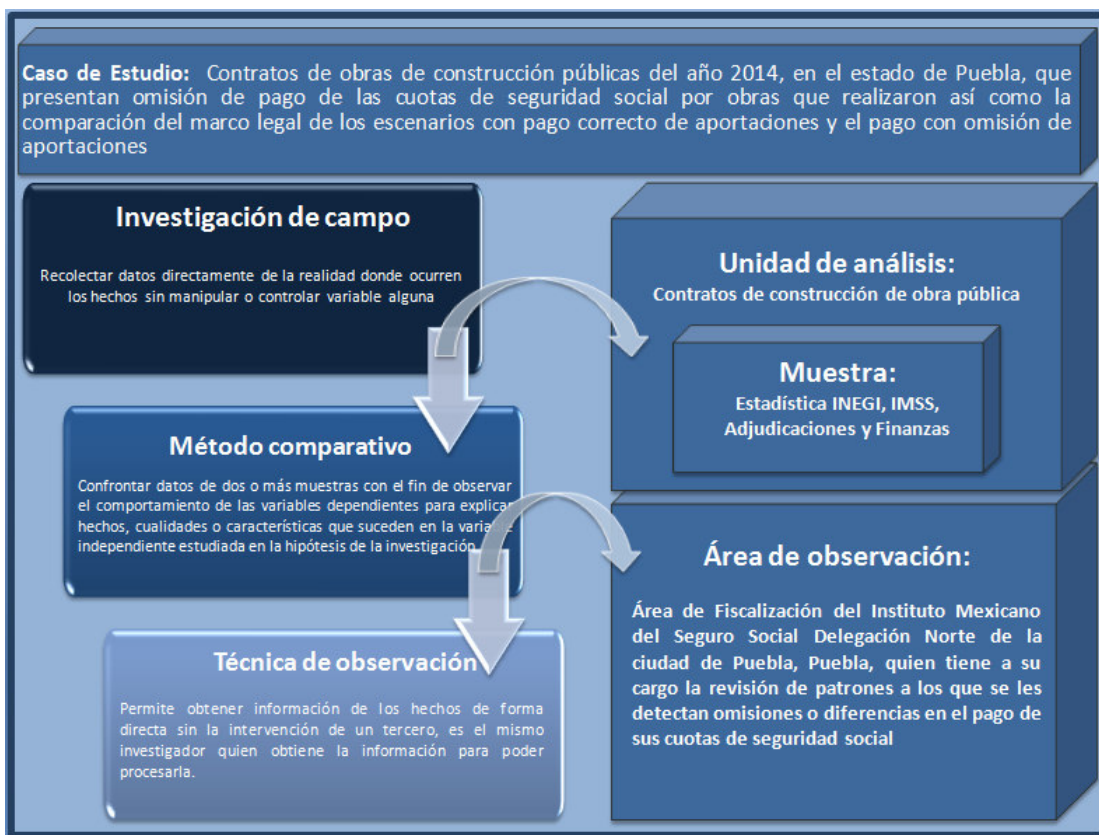 Caso de Estudio: Contratos de obras de construcción públicas del año 2014, en el estado de Puebla, que
presentan omisión de pago de las cuotas de seguridad social por obras que realizaron así como la
comparación del marco legal de los escenarios con pago correcto de aportaciones y el pago con omisión de
aportaciones
Investigación de campo
Recolectar datos directamente de la realidad donde ocurren
los hechos sin manipular o controlar variable alguna
Unidad de análisis:
Contratos de construcción de obra pública
Muestra:
Estadística INEGI, IMSS,
Adjudicaciones y Finanzas
Método comparativo
Confrontar datos de dos o más muestras con el fin de observar
el comportamiento de las variables dependientes para explicar
hechos, cualidades o características que suceden en la variable
independiente estudiada en la hipótesis de la investigación.
Área de observación:
Área de Fiscalización del Instituto Mexicano
del Seguro Social Delegación Norte de la
ciudad de Puebla, Puebla, quien tiene a su
cargo la revisión de patrones a los que se les
detectan omisiones o diferencias en el pago de
sus cuotas de seguridad social
Técnica de observación
Permite obtener información de los hechos de forma
directa sin la intervención de un tercero, es el mismo
investigador quien obtiene la información para poder
procesarla.